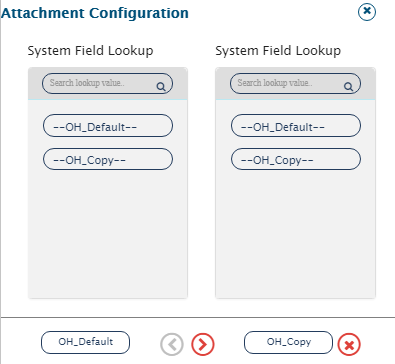 Attachment Configuration
System Field Lookup
System Field Lookup
Search lookup value..
Search lookup value..
--OH_Default--
--OH_Default--
--OH_Copy--
--OH_Copy--
OH_Default
OH_Copy